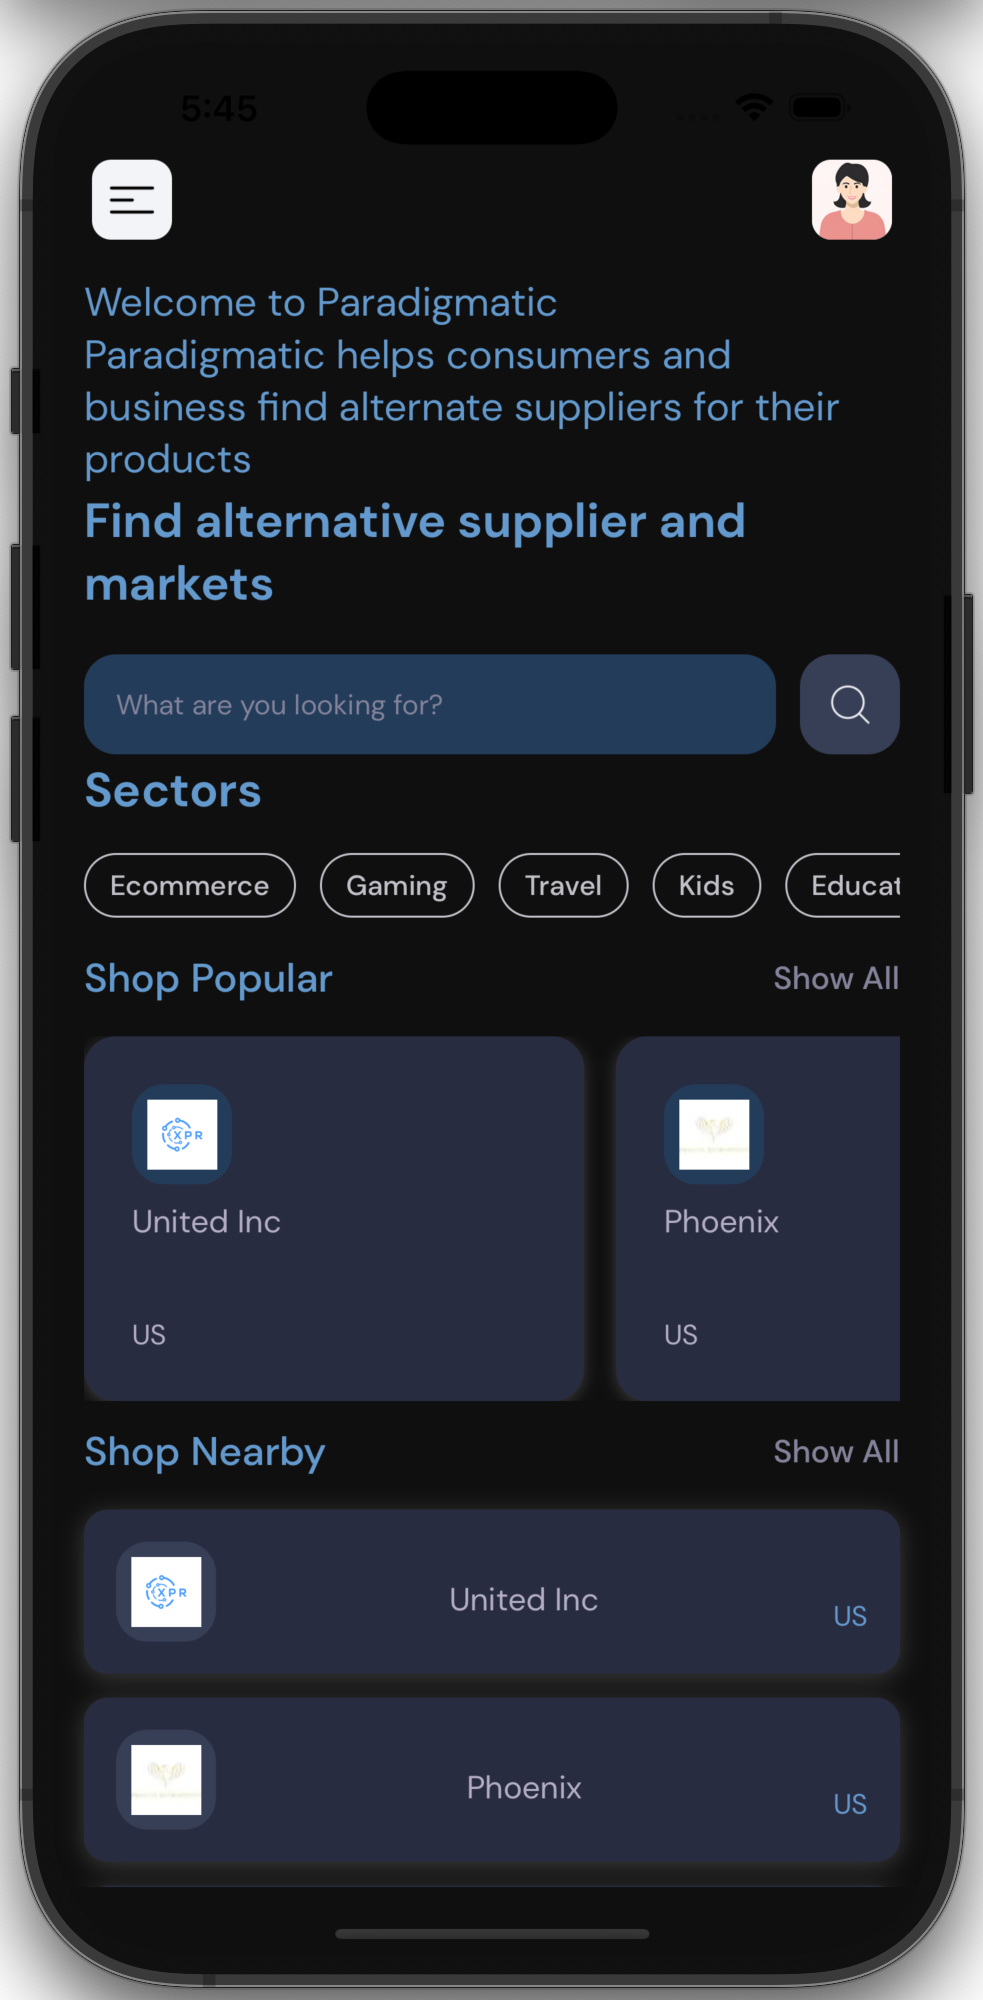 5:45
Welcome to Paradigmatic
Paradigmatic helps consumers and
business find alternate suppliers for their
products
Find alternative supplier and
markets
What are you looking for?
Sectors
Ecommerce Gaming Travel Kids Educat
Shop Popular Show All
XPR
United Inc Phoenix
US US
Shop Nearby Show All
XPR
United Inc
US
Phoenix
US